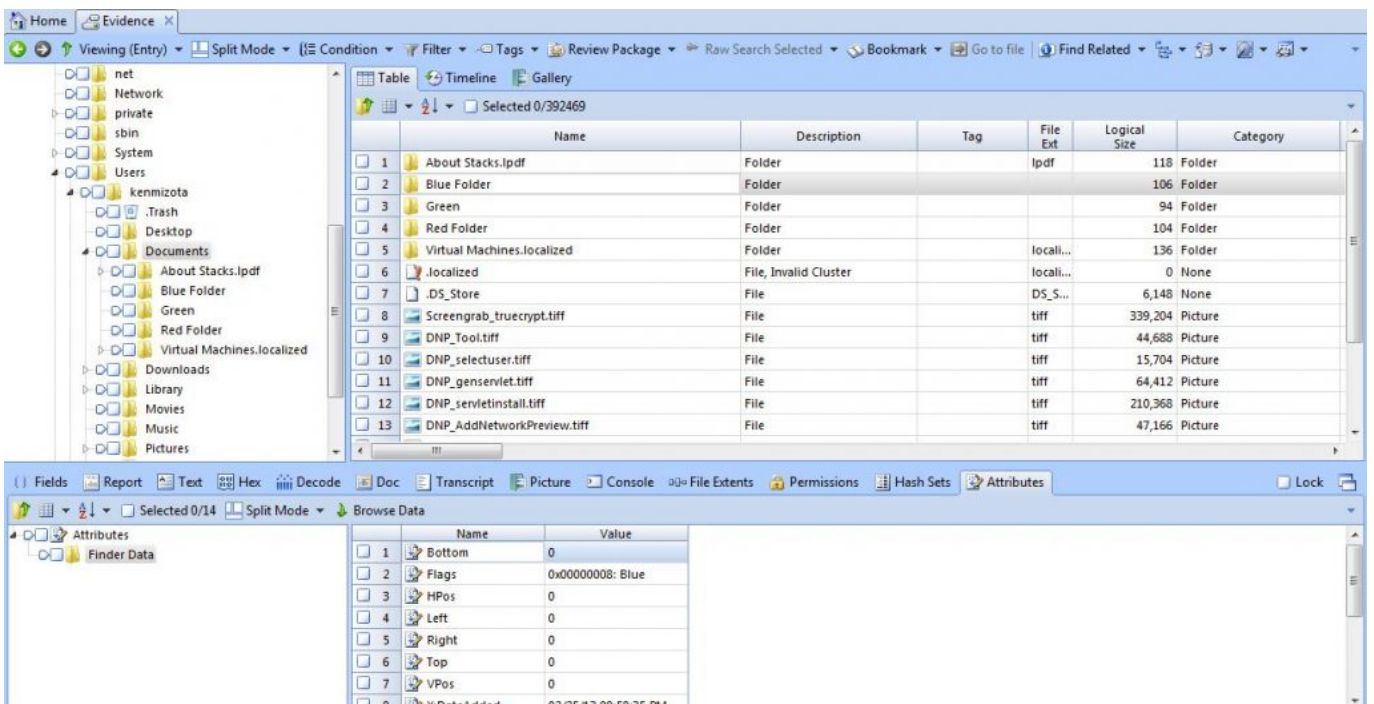 Home Evidence
Viewing (Entry) Split Mode Condition Filter Tags Review Package Raw Search Selected Bookmark Go to file Find Related
net
Network
private
sbin
System
Users
kenmizota
.Trash
Desktop
Documents
About Stacks.lpdf
Blue Folder
Green
Red Folder
Virtual Machines.localized
Downloads
Library
Movies
Music
Pictures
Table Timeline Gallery
Selected 0/392469
Name Description Tag File Ext Logical Size Category
1 About Stacks.lpdf Folder lpdf 118 Folder
2 Blue Folder Folder 106 Folder
3 Green Folder 94 Folder
4 Red Folder Folder 104 Folder
5 Virtual Machines.localized Folder locali... 136 Folder
6 .localized File, Invalid Cluster locali... 0 None
7 .DS_Store File DS_S... 6,148 None
8 Screengrab_truecrypt.tiff File tiff 339,204 Picture
9 DNP_Tool.tiff File tiff 44,688 Picture
10 DNP_selectuser.tiff File tiff 15,704 Picture
11 DNP_genservlet.tiff File tiff 64,412 Picture
12 DNP_servletinstall.tiff File tiff 210,368 Picture
13 DNP_AddNetworkPreview.tiff File tiff 47,166 Picture
Fields Report Text Hex Decode Doc Transcript Picture Console File Extents Permissions Hash Sets Attributes Lock
Selected 0/14 Split Mode Browse Data
Attributes
Finder Data
Name Value
1 Bottom 0
2 Flags 0x00000008: Blue
3 HPos 0
4 Left 0
5 Right 0
6 Top 0
7 VPos 0